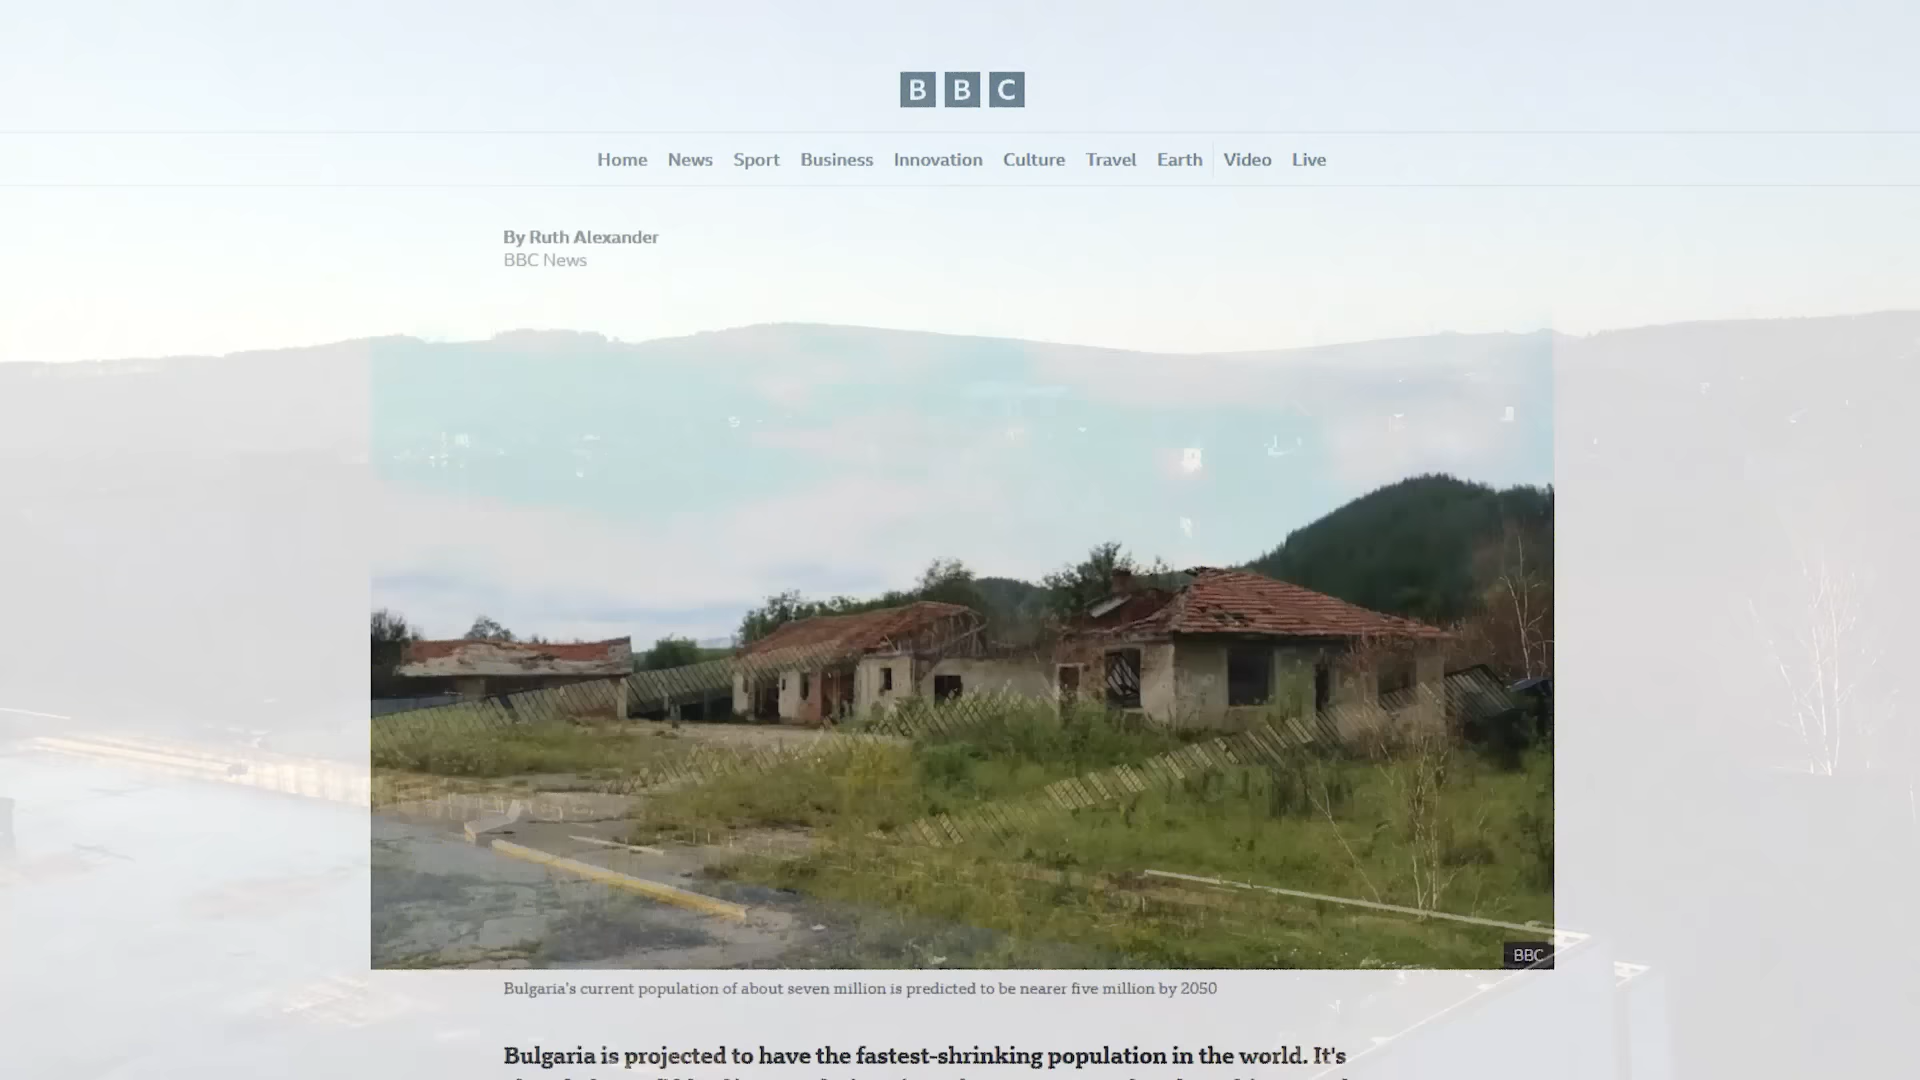 BBC
Home News Sport Business Innovation Culture Travel Earth Video Live
By Ruth Alexander
BBC News
BBC
Bulgaria's current population of about seven million is predicted to be nearer five million by 2050
Bulgaria is projected to have the fastest-shrinking population in the world. It's